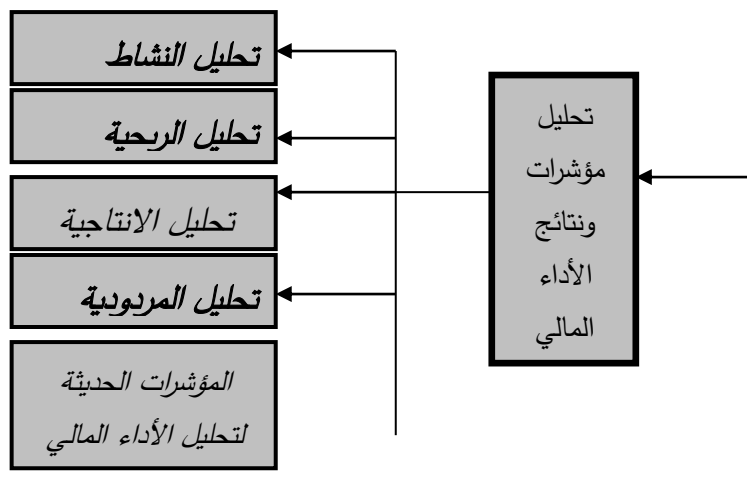 تحليل
مؤشرات
ونتائج
الأداء
المالي
تحليل النشاط
تحليل الربحية
تحليل الانتاجية
تحليل المردودية
المؤشرات الحديثة
لتحليل الأداء المالي